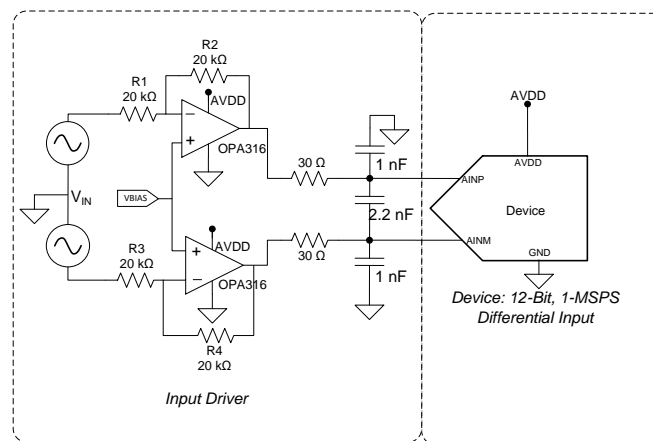 R2
20 kΩ
R1
20 kΩ
AVDD
−
+
OPA316
30 Ω
1 nF
AVDD
AVDD
AINP
VIN
VBIAS
2.2 nF
Device
R3
20 kΩ
AVDD
+
−
OPA316
30 Ω
AINM
GND
1 nF
R4
20 kΩ
Device: 12-Bit, 1-MSPS
Differential Input
Input Driver